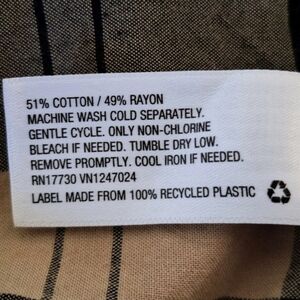 51% COTTON / 49% RAYON
MACHINE WASH COLD SEPARATELY.
GENTLE CYCLE. ONLY NON-CHLORINE
BLEACH IF NEEDED. TUMBLE DRY LOW.
REMOVE PROMPTLY. COOL IRON IF NEEDED.
RN17730 VN1247024
LABEL MADE FROM 100% RECYCLED PLASTIC